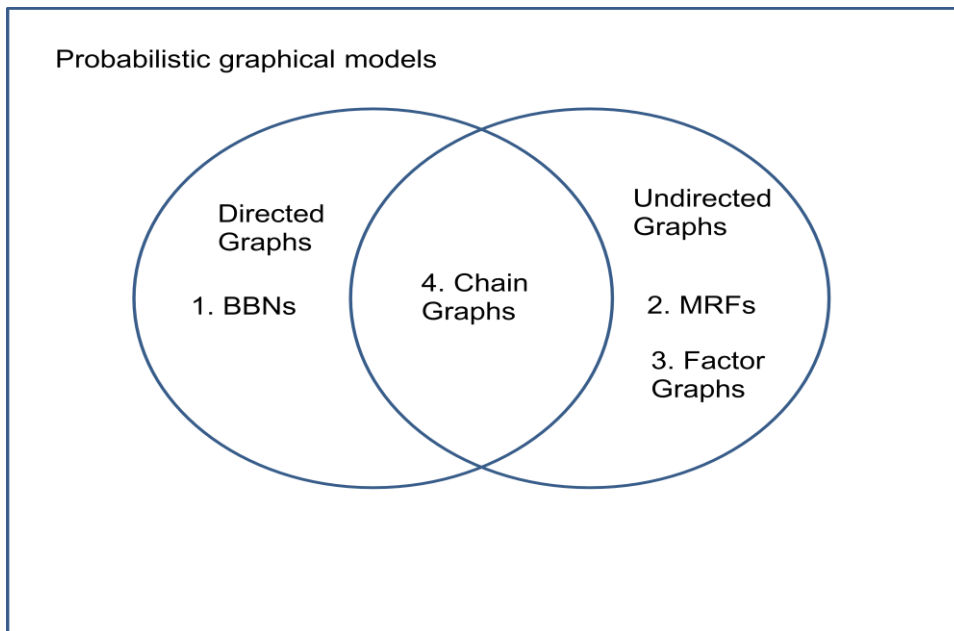 Probabilistic graphical models
Directed
Graphs
1. BBNs
4. Chain
Graphs
Undirected
Graphs
2. MRFs
3. Factor
Graphs